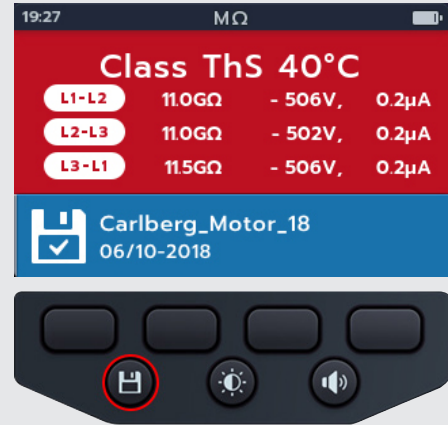 19:27 MΩ
Class ThS 40°C
L1-L2 11.0GΩ - 506V, 0.2µA
L2-L3 11.0GΩ - 502V, 0.2µA
L3-L1 11.5GΩ - 506V, 0.2µA
Carlberg_Motor_18
06/10-2018